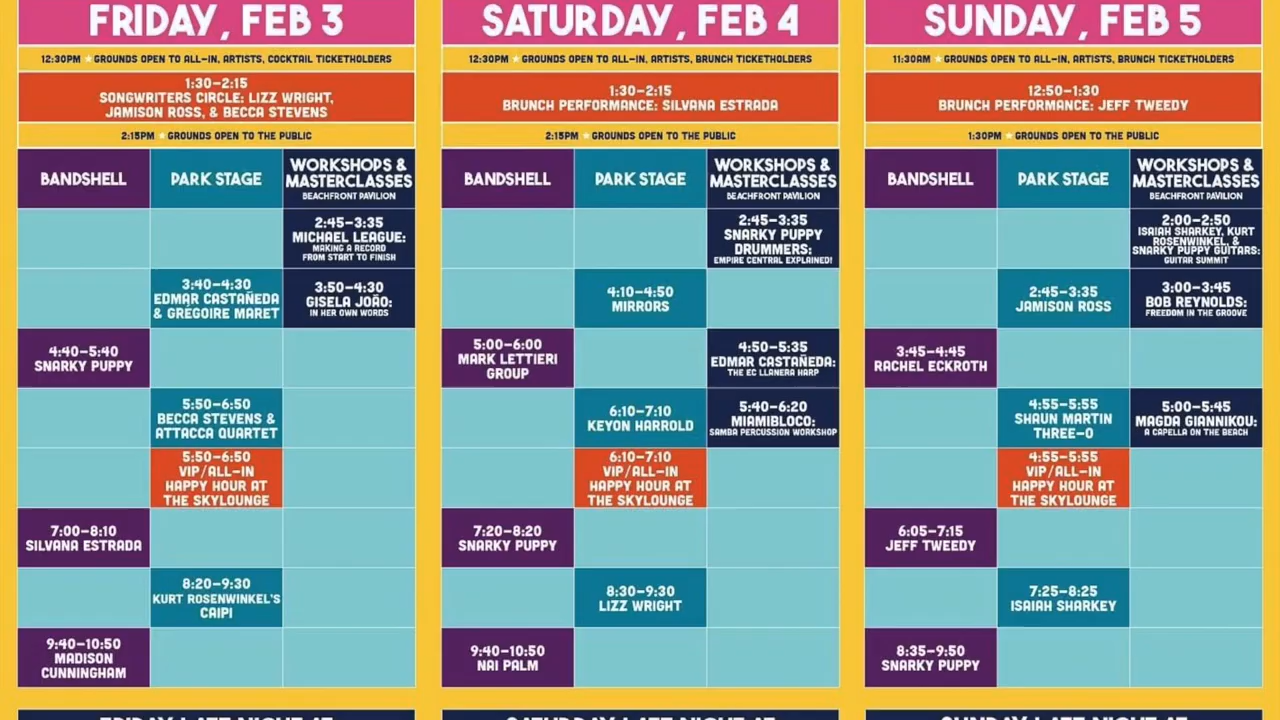 FRIDAY, FEB 3
12:30PM ★ GROUNDS OPEN TO ALL-IN, ARTISTS, COCKTAIL TICKETHOLDERS
1:30-2:15
SONGWRITERS CIRCLE: LIZZ WRIGHT,
JAMISON ROSS, & BECCA STEVENS
2:15PM ★ GROUNDS OPEN TO THE PUBLIC
BANDSHELL
PARK STAGE
WORKSHOPS &
MASTERCLASSES
BEACHFRONT PAVILION
2:45-3:35
MICHAEL LEAGUE:
MAKING A RECORD
FROM START TO FINISH
3:40-4:30
EDMAR CASTAÑEDA
& GRÉGOIRE MARET
3:50-4:30
GISELA JOÃO:
IN HER OWN WORDS
4:40-5:40
SNARKY PUPPY
5:50-6:50
BECCA STEVENS &
ATTACCA QUARTET
5:50-6:50
VIP/ALL-IN
HAPPY HOUR AT
THE SKYLOUNGE
7:00-8:10
SILVANA ESTRADA
8:20-9:30
KURT ROSENWINKEL'S
CAIPI
9:40-10:50
MADISON
CUNNINGHAM
SATURDAY, FEB 4
12:30PM ★ GROUNDS OPEN TO ALL-IN, ARTISTS, BRUNCH TICKETHOLDERS
1:30-2:15
BRUNCH PERFORMANCE: SILVANA ESTRADA
2:15PM ★ GROUNDS OPEN TO THE PUBLIC
BANDSHELL
PARK STAGE
WORKSHOPS &
MASTERCLASSES
BEACHFRONT PAVILION
2:45-3:35
SNARKY PUPPY
DRUMMERS:
EMPIRE CENTRAL EXPLAINED!
4:10-4:50
MIRRORS
5:00-6:00
MARK LETTIERI
GROUP
4:50-5:35
EDMAR CASTAÑEDA:
THE EC LLANERA HARP
6:10-7:10
KEYON HARROLD
5:40-6:20
MIAMIBLOCO:
SAMBA PERCUSSION WORKSHOP
6:10-7:10
VIP/ALL-IN
HAPPY HOUR AT
THE SKYLOUNGE
7:20-8:20
SNARKY PUPPY
8:30-9:30
LIZZ WRIGHT
9:40-10:50
NAI PALM
SUNDAY, FEB 5
11:30AM ★ GROUNDS OPEN TO ALL-IN, ARTISTS, BRUNCH TICKETHOLDERS
12:50-1:30
BRUNCH PERFORMANCE: JEFF TWEEDY
1:30PM ★ GROUNDS OPEN TO THE PUBLIC
BANDSHELL
PARK STAGE
WORKSHOPS &
MASTERCLASSES
BEACHFRONT PAVILION
2:00-2:50
ISAIAH SHARKEY, KURT
ROSENWINKEL, &
SNARKY PUPPY GUITARS:
GUITAR SUMMIT
2:45-3:35
JAMISON ROSS
3:00-3:45
BOB REYNOLDS:
FREEDOM IN THE GROOVE
3:45-4:45
RACHEL ECKROTH
4:55-5:55
SHAUN MARTIN
THREE-O
5:00-5:45
MAGDA GIANNIKOU:
A CAPELLA ON THE BEACH
4:55-5:55
VIP/ALL-IN
HAPPY HOUR AT
THE SKYLOUNGE
6:05-7:15
JEFF TWEEDY
7:25-8:25
ISAIAH SHARKEY
8:35-9:50
SNARKY PUPPY
FRIDAY LATE NIGHT AT
SATURDAY LATE NIGHT AT
SUNDAY LATE NIGHT AT